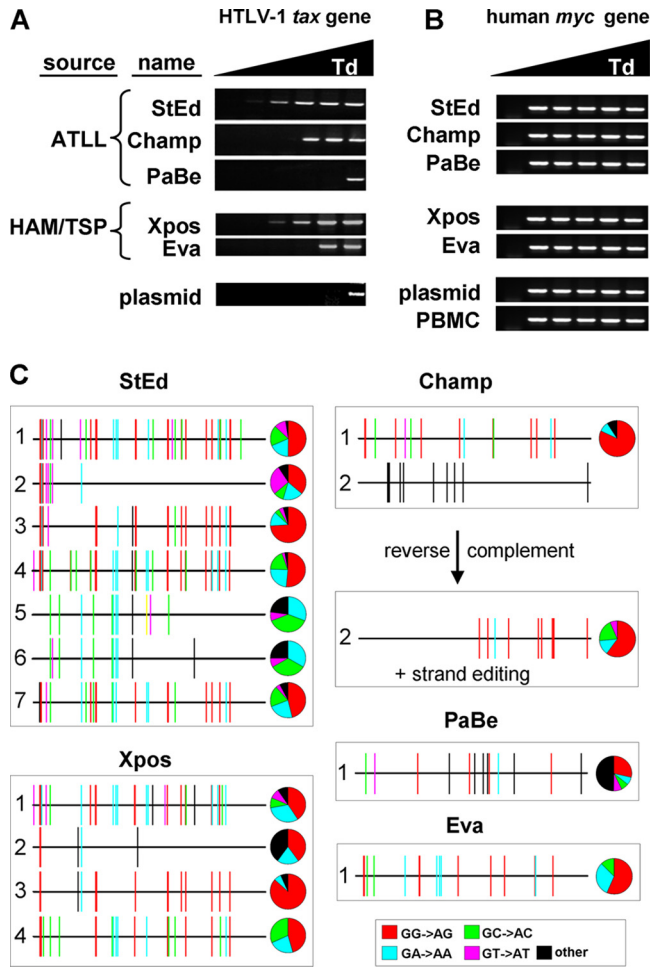 A
HTLV-1 tax gene
source name
Td
ATLL
StEd
Champ
PaBe
HAM/TSP
Xpos
Eva
plasmid
B
human myc gene
Td
StEd
Champ
PaBe
Xpos
Eva
plasmid
PBMC
C
StEd
1
2
3
4
5
6
7
Xpos
1
2
3
4
Champ
1
2
reverse complement
2
+ strand editing
PaBe
1
Eva
1
GG->AG GC->AC
GA->AA GT->AT other